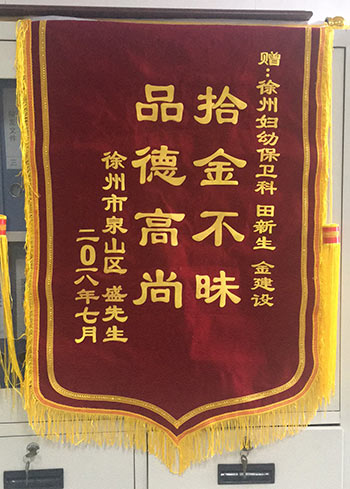 赠:徐州妇幼保卫科 田新生 金建设
拾金不昧
品德高尚
徐州市泉山区 盛先生
二〇一八年七月